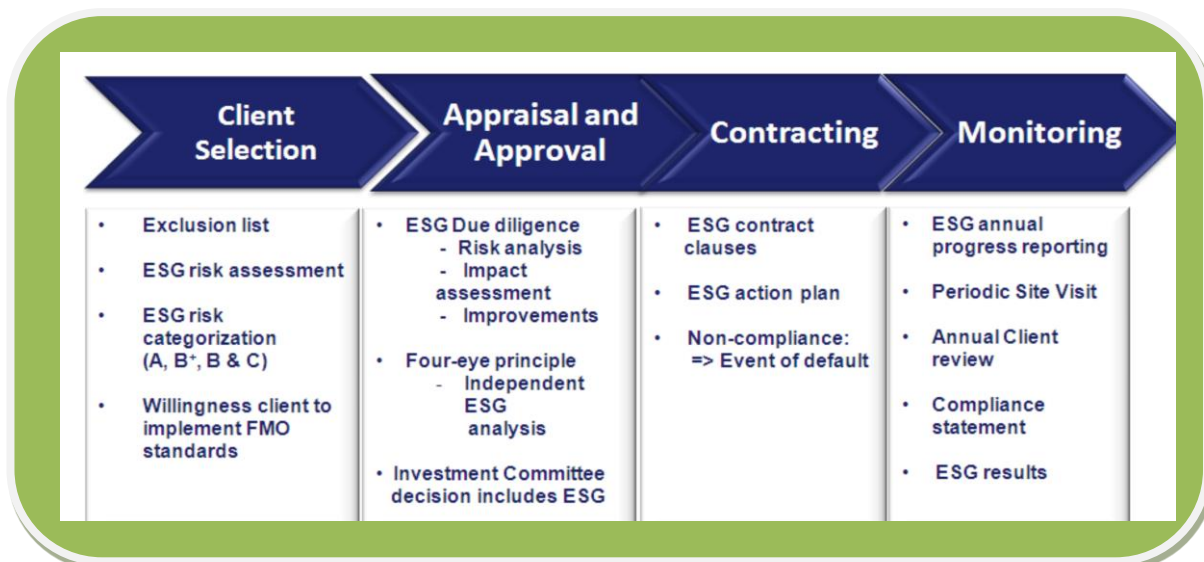 Client
Selection
Appraisal and
Approval
Contracting
Monitoring
• Exclusion list
• ESG risk assessment
• ESG risk
categorization
(A, B⁺, B & C)
• Willingness client to
implement FMO
standards
• ESG Due diligence
- Risk analysis
- Impact
assessment
- Improvements
• Four-eye principle
- Independent
ESG
analysis
• Investment Committee
decision includes ESG
• ESG contract
clauses
• ESG action plan
• Non-compliance:
=> Event of default
• ESG annual
progress reporting
• Periodic Site Visit
• Annual Client
review
• Compliance
statement
• ESG results